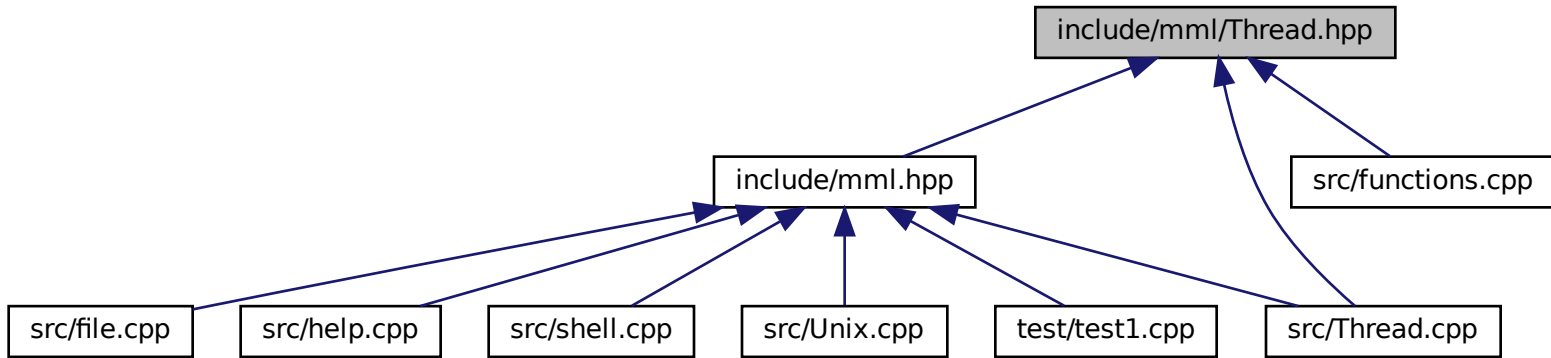 include/mml/Thread.hpp
include/mml.hpp
src/functions.cpp
src/file.cpp
src/help.cpp
src/shell.cpp
src/Unix.cpp
test/test1.cpp
src/Thread.cpp